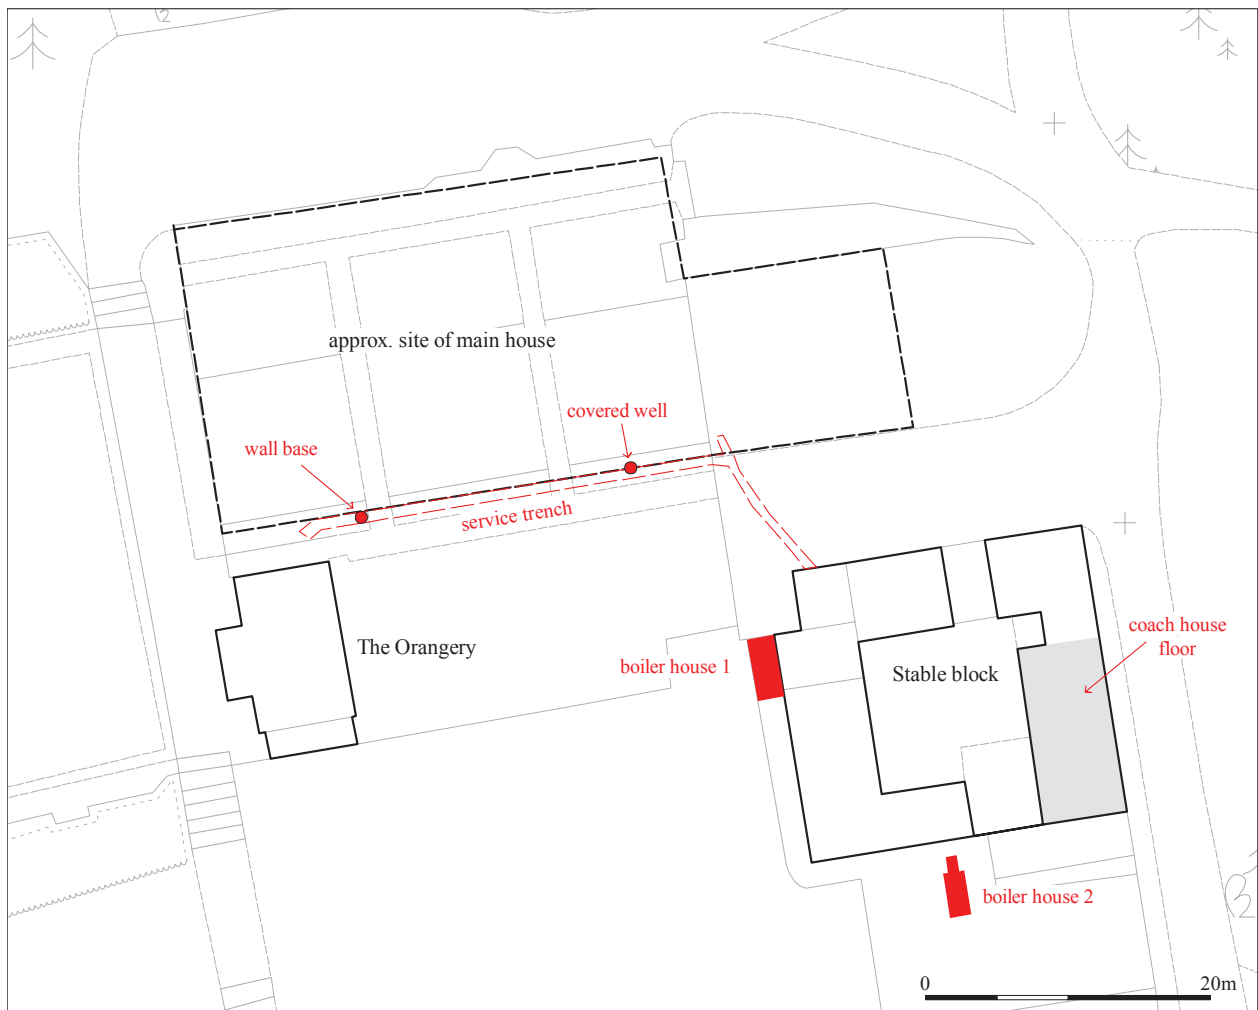 approx. site of main house
covered well
wall base
service trench
The Orangery
boiler house 1
Stable block
coach house
floor
boiler house 2
0
20m